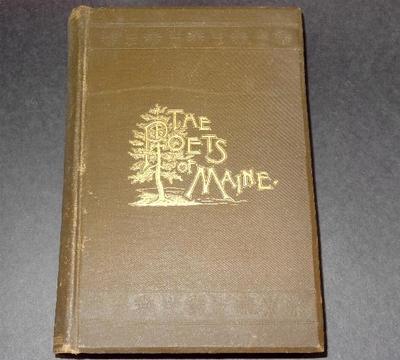 THE
POETS
OF MAINE.